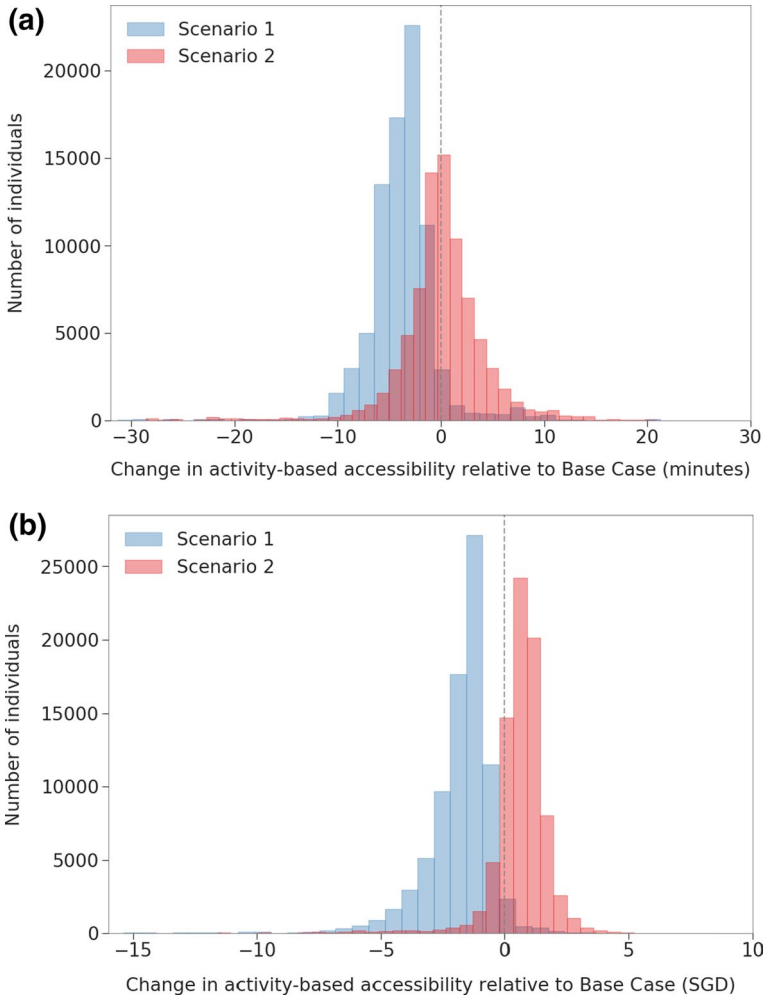 (a)
Scenario 1
Scenario 2
20000
15000
10000
5000
0
Number of individuals
−30 −20 −10 0 10 20 30
Change in activity-based accessibility relative to Base Case (minutes)
(b)
Scenario 1
Scenario 2
25000
20000
15000
10000
5000
0
Number of individuals
−15 −10 −5 0 5 10
Change in activity-based accessibility relative to Base Case (SGD)